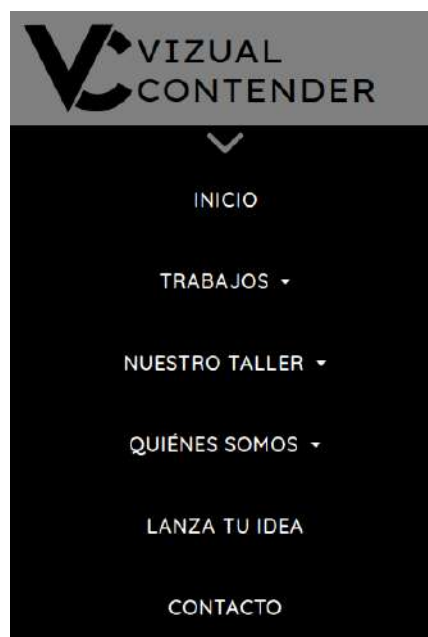 VIZUAL
CONTENDER
INICIO
TRABAJOS
NUESTRO TALLER
QUIÉNES SOMOS
LANZA TU IDEA
CONTACTO